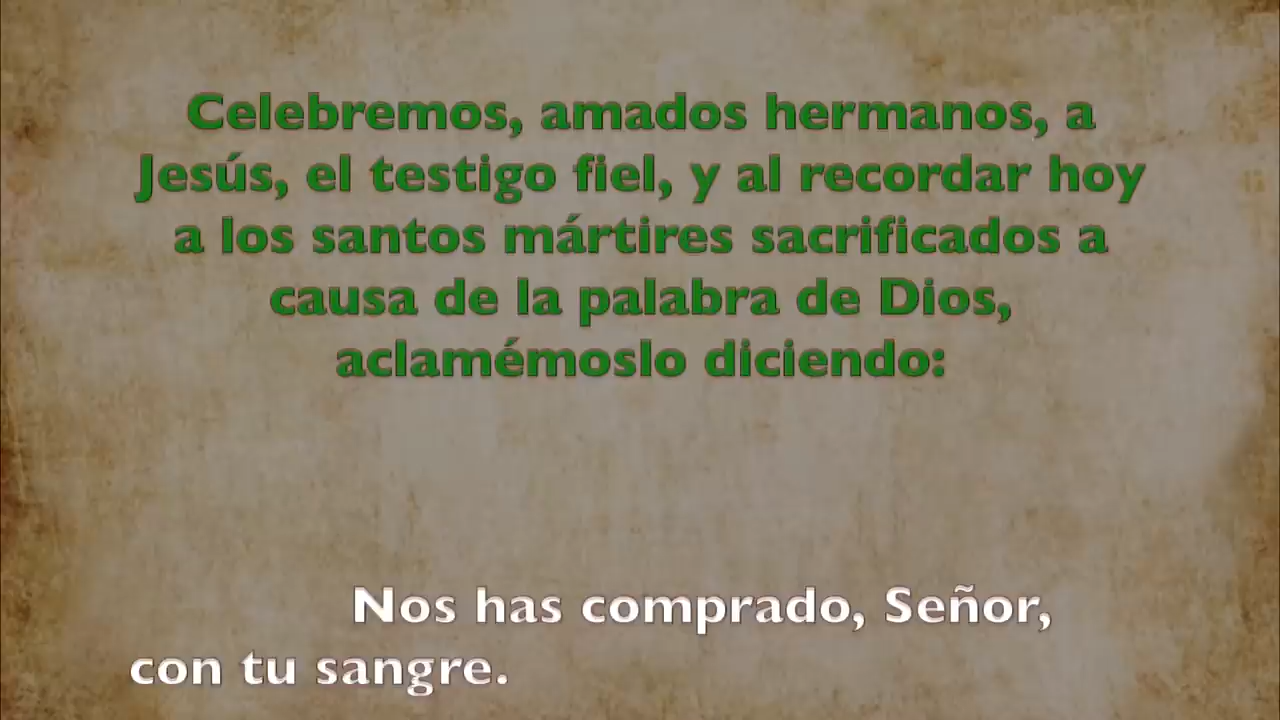 Celebremos, amados hermanos, a
Jesús, el testigo fiel, y al recordar hoy
a los santos mártires sacrificados a
causa de la palabra de Dios,
aclamémoslo diciendo:
Nos has comprado, Señor,
con tu sangre.